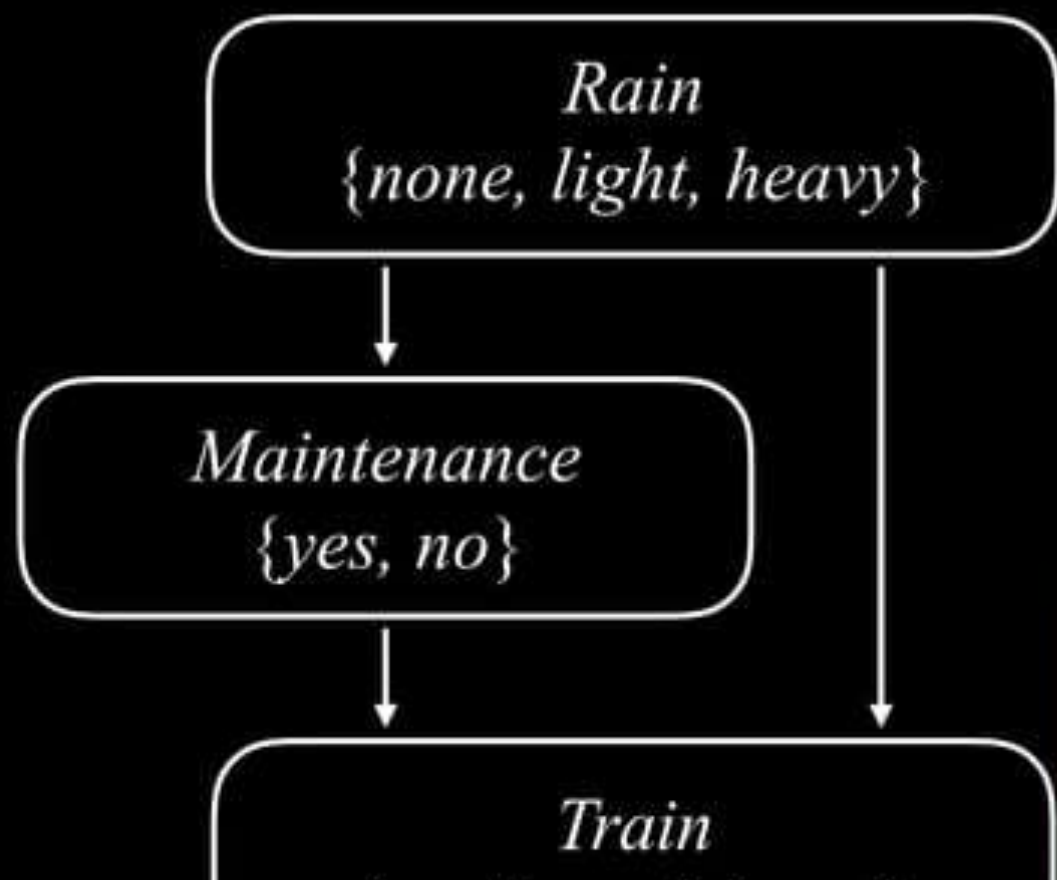 Rain
{none, light, heavy}
Maintenance
{yes, no}
Train